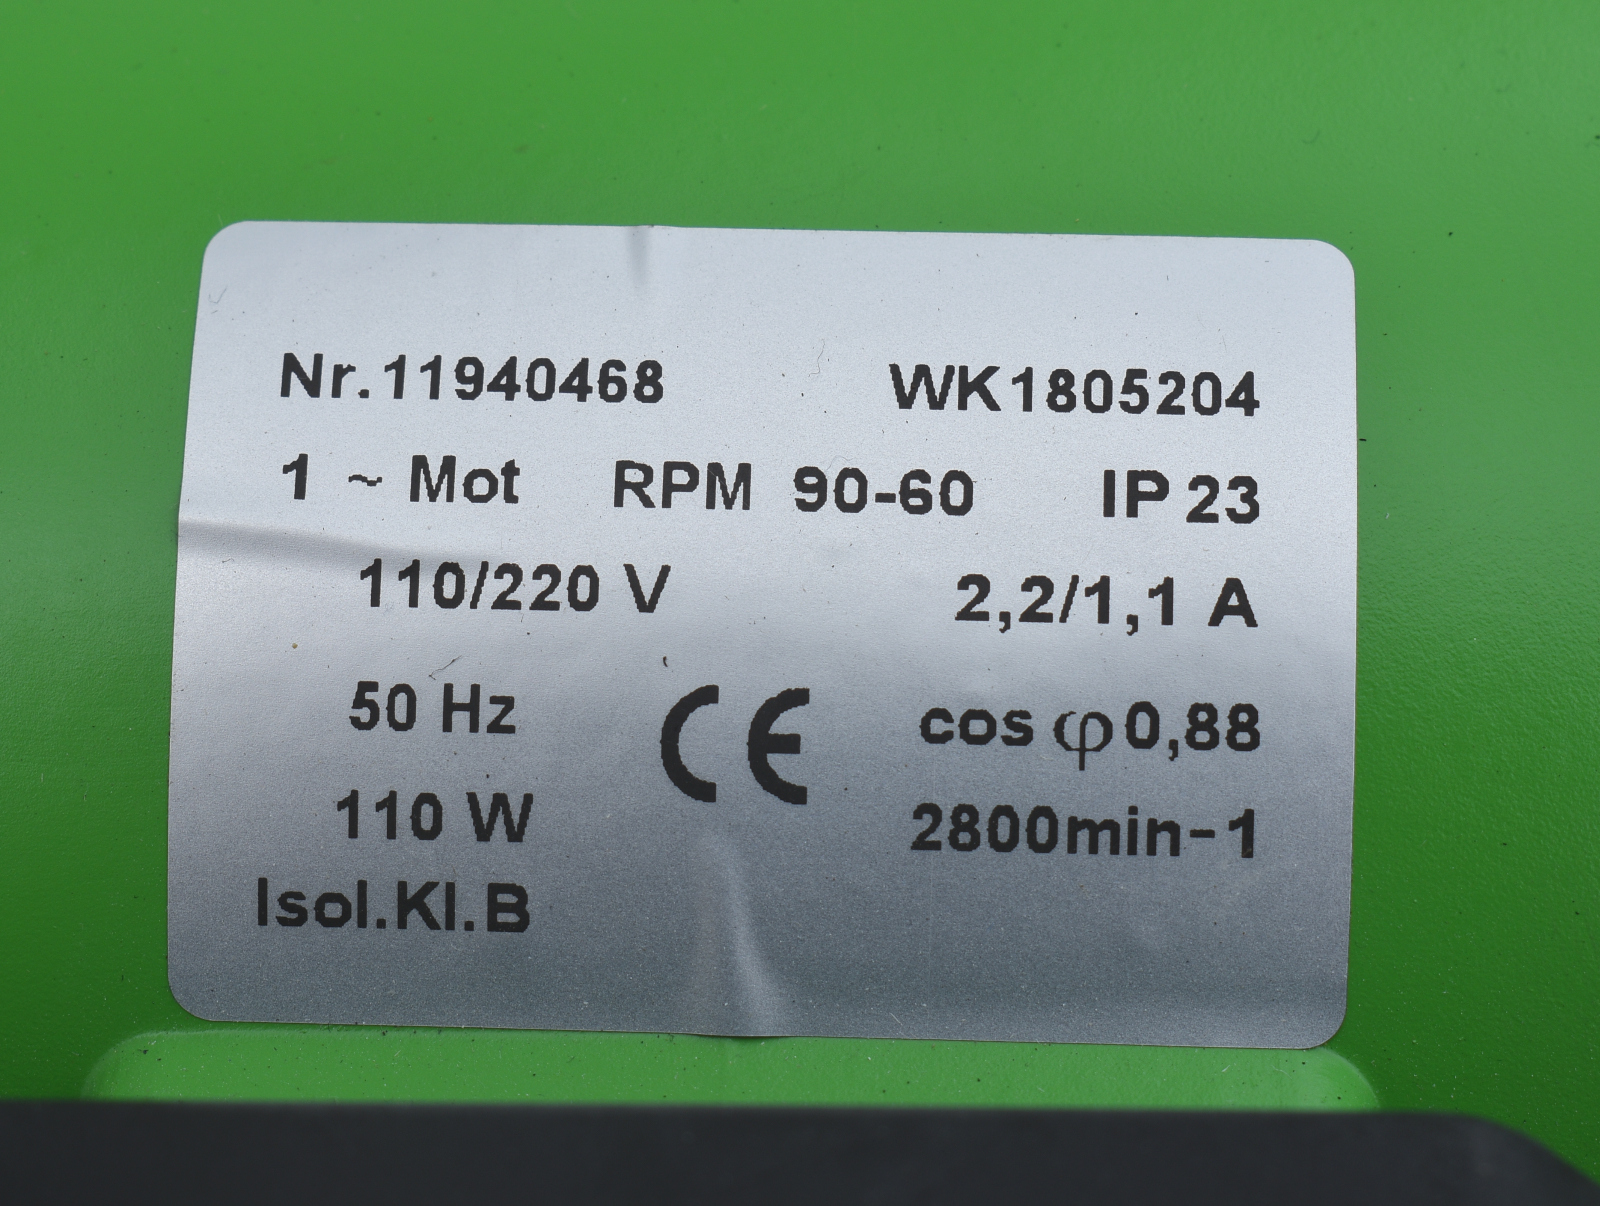 Nr.11940468 WK1805204
1 ~ Mot RPM 90-60 IP 23
110/220 V 2,2/1,1 A
50 Hz CE cos φ 0,88
110 W 2800min-1
Isol.Kl.B